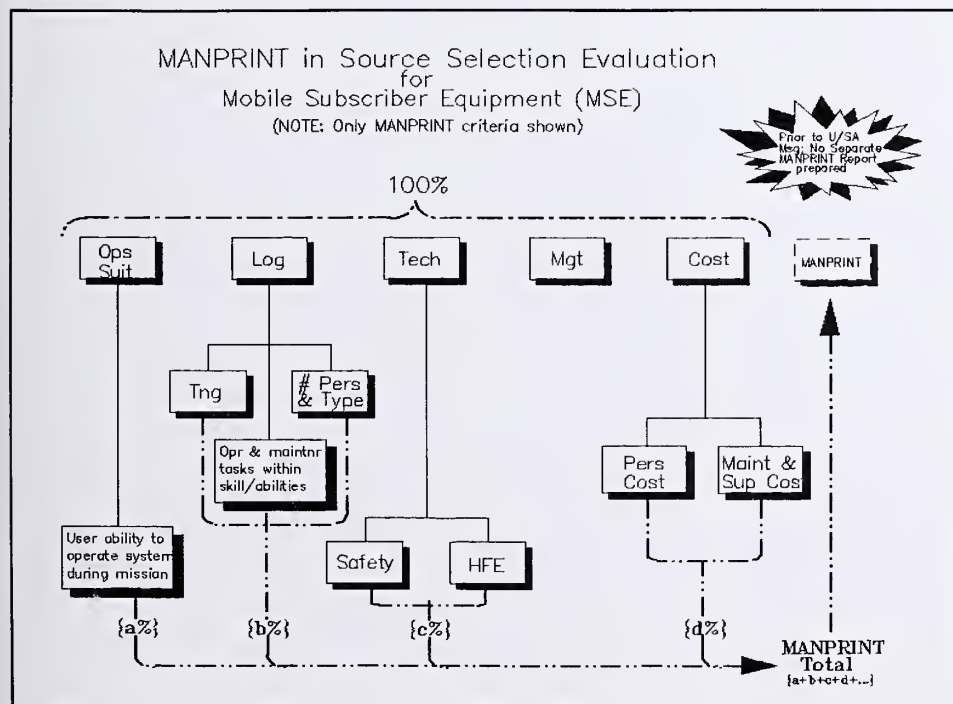 MANPRINT in Source Selection Evaluation
for
Mobile Subscriber Equipment (MSE)
(NOTE: Only MANPRINT criteria shown)
Prior to U/SA
Msg: No Separate
MANPRINT Report
prepared
100%
Ops
Suit
Log
Tech
Mgt
Cost
MANPRINT
Tng
# Pers
& Type
Opr & maintnr
tasks within
skill/abilities
Pers
Cost
Maint &
Sup Cost
User ability to
operate system
during mission
Safety
HFE
{a%}
{b%}
{c%}
{d%}
MANPRINT
Total
{a+b+c+d+...}